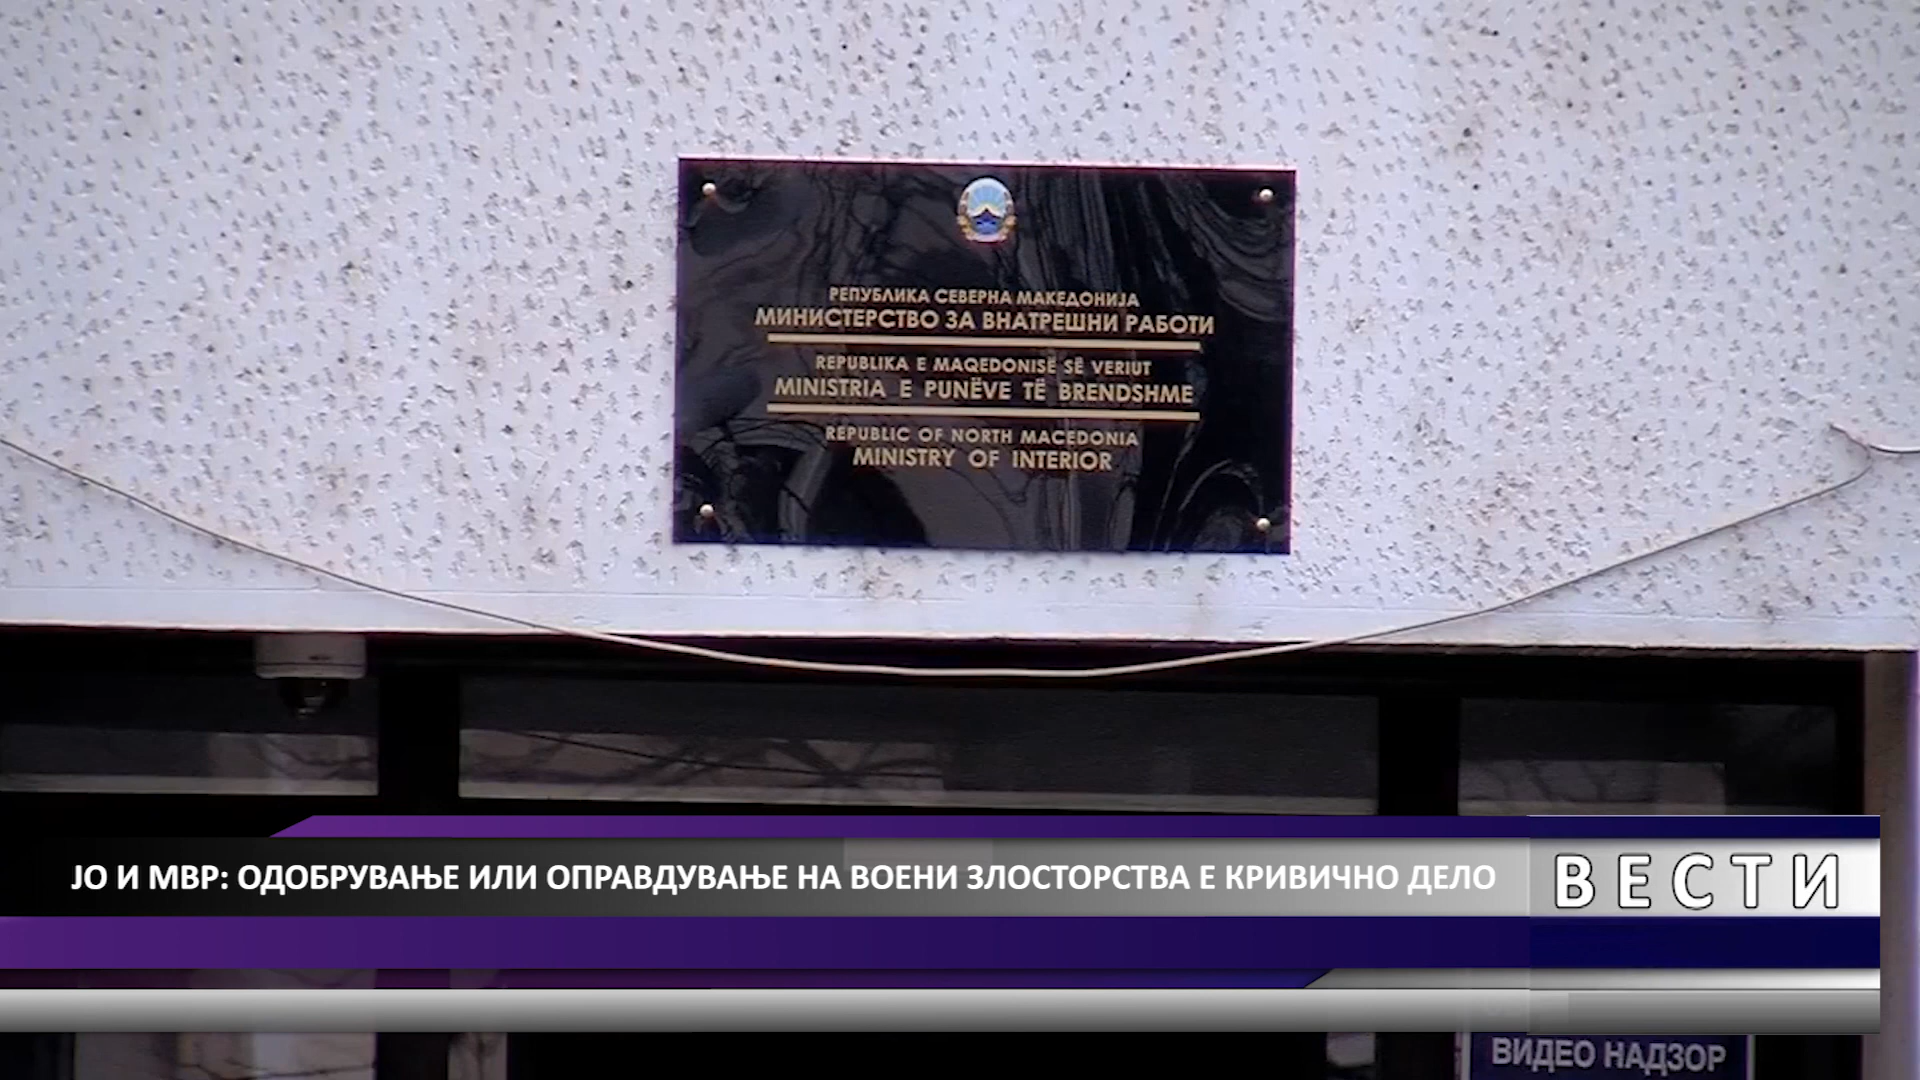 РЕПУБЛИКА СЕВЕРНА МАКЕДОНИЈА
МИНИСТЕРСТВО ЗА ВНАТРЕШНИ РАБОТИ
REPUBLIKA E MAQEDONISË SË VERIUT
MINISTRIA E PUNËVE TË BRENDSHME
REPUBLIC OF NORTH MACEDONIA
MINISTRY OF INTERIOR
ЈО И МВР: ОДОБРУВАЊЕ ИЛИ ОПРАВДУВАЊЕ НА ВОЕНИ ЗЛОСТОРСТВА Е КРИВИЧНО ДЕЛО
ВЕСТИ
ВИДЕО НАДЗОР